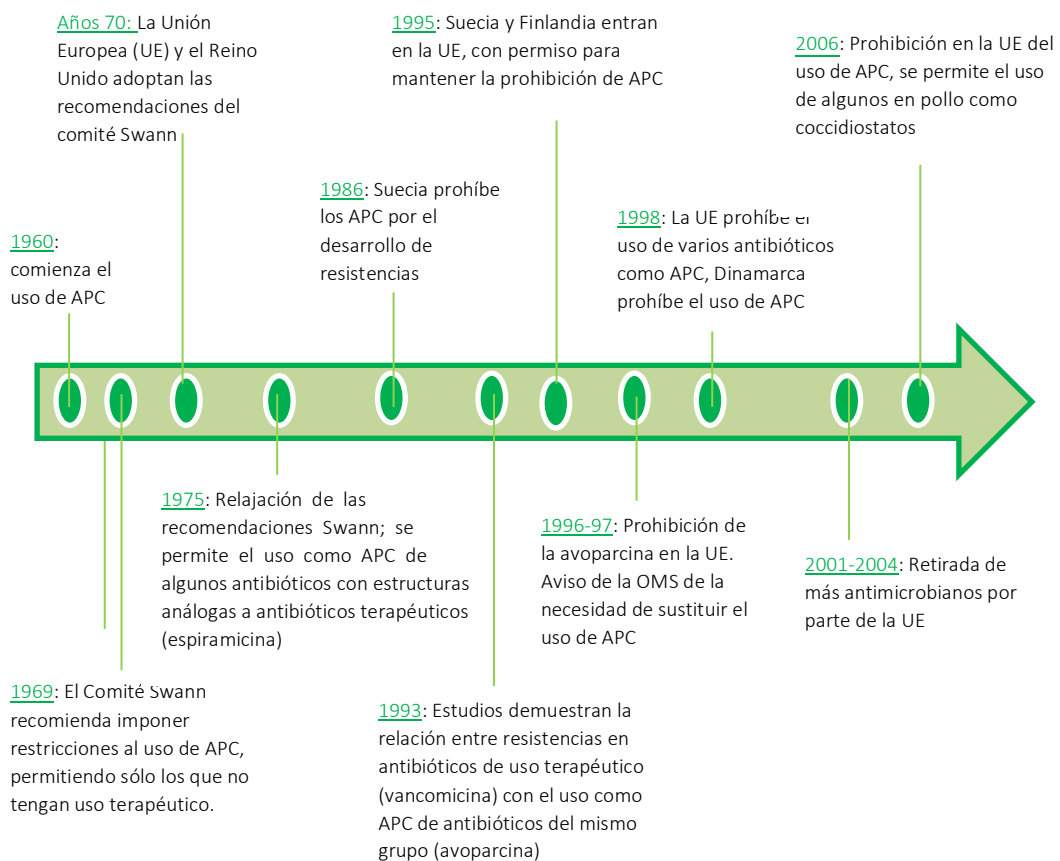 1960:
comienza el
uso de APC
1969: El Comité Swann
recomienda imponer
restricciones al uso de APC,
permitiendo sólo los que no
tengan uso terapéutico.
Años 70: La Unión
Europea (UE) y el Reino
Unido adoptan las
recomendaciones del
comité Swann
1975: Relajación de las
recomendaciones Swann; se
permite el uso como APC de
algunos antibióticos con estructuras
análogas a antibióticos terapéuticos
(espiramicina)
1986: Suecia prohíbe
los APC por el
desarrollo de
resistencias
1993: Estudios demuestran la
relación entre resistencias en
antibióticos de uso terapéutico
(vancomicina) con el uso como
APC de antibióticos del mismo
grupo (avoparcina)
1995: Suecia y Finlandia entran
en la UE, con permiso para
mantener la prohibición de APC
1996-97: Prohibición de
la avoparcina en la UE.
Aviso de la OMS de la
necesidad de sustituir el
uso de APC
1998: La UE prohíbe el
uso de varios antibióticos
como APC, Dinamarca
prohíbe el uso de APC
2001-2004: Retirada de
más antimicrobianos por
parte de la UE
2006: Prohibición en la UE del
uso de APC, se permite el uso
de algunos en pollo como
coccidiostatos